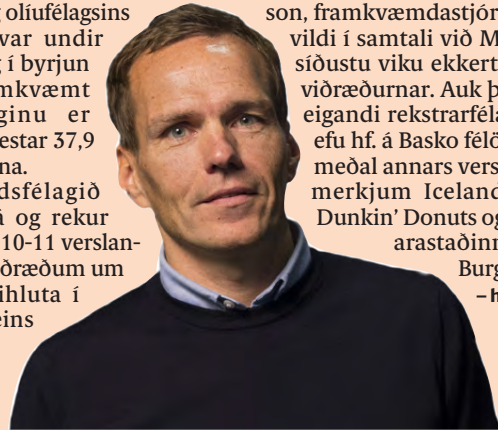 g olíufélagsins
var undir
g í byrjun
mkvæmt
ginu er
estar 37,9
na.
dsfélagið
á og rekur
10-11 verslan-
ðræðum um
ihluta í
eins
son, framkvæmdastjór
vildi í samtali við M
síðustu viku ekkert
viðræðurnar. Auk þ
eigandi rekstrarféla
efu hf. á Basko félö
meðal annars vers
merkjum Iceland
Dunkin’ Donuts og
arastaðinn
Burg
– h